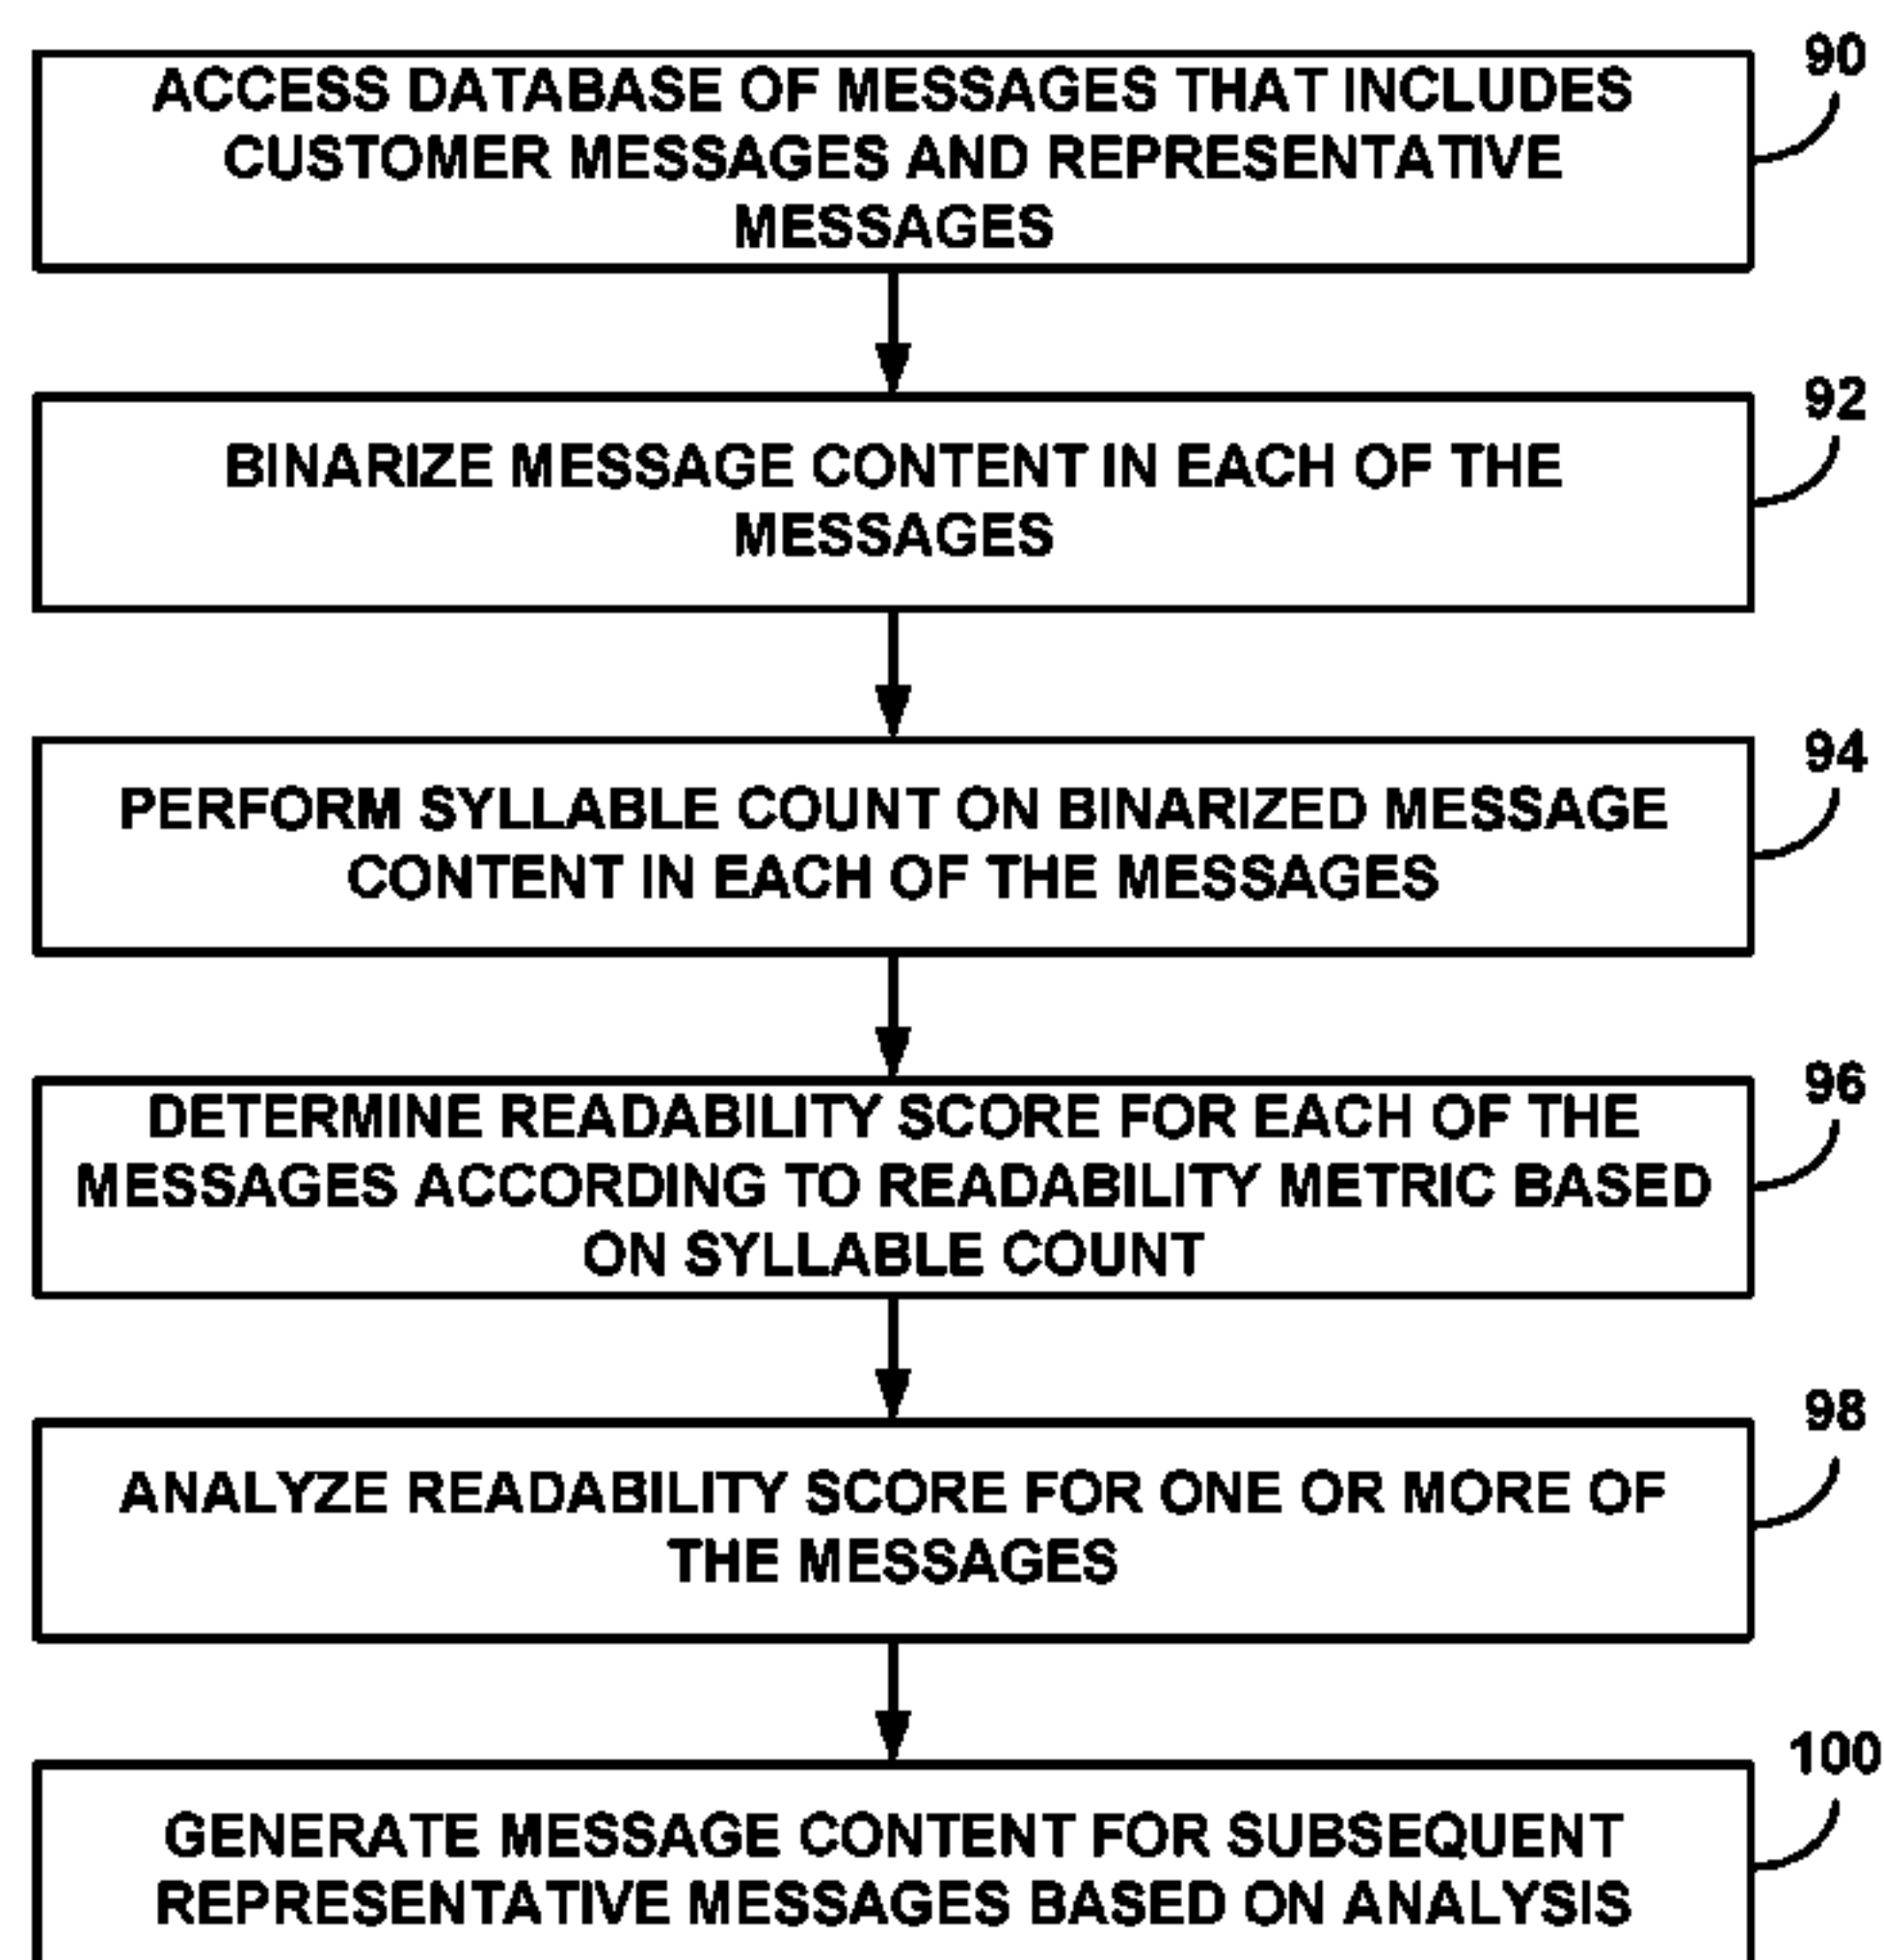 90
ACCESS DATABASE OF MESSAGES THAT INCLUDES
CUSTOMER MESSAGES AND REPRESENTATIVE
MESSAGES
92
BINARIZE MESSAGE CONTENT IN EACH OF THE
MESSAGES
94
PERFORM SYLLABLE COUNT ON BINARIZED MESSAGE
CONTENT IN EACH OF THE MESSAGES
96
DETERMINE READABILITY SCORE FOR EACH OF THE
MESSAGES ACCORDING TO READABILITY METRIC BASED
ON SYLLABLE COUNT
98
ANALYZE READABILITY SCORE FOR ONE OR MORE OF
THE MESSAGES
100
GENERATE MESSAGE CONTENT FOR SUBSEQUENT
REPRESENTATIVE MESSAGES BASED ON ANALYSIS